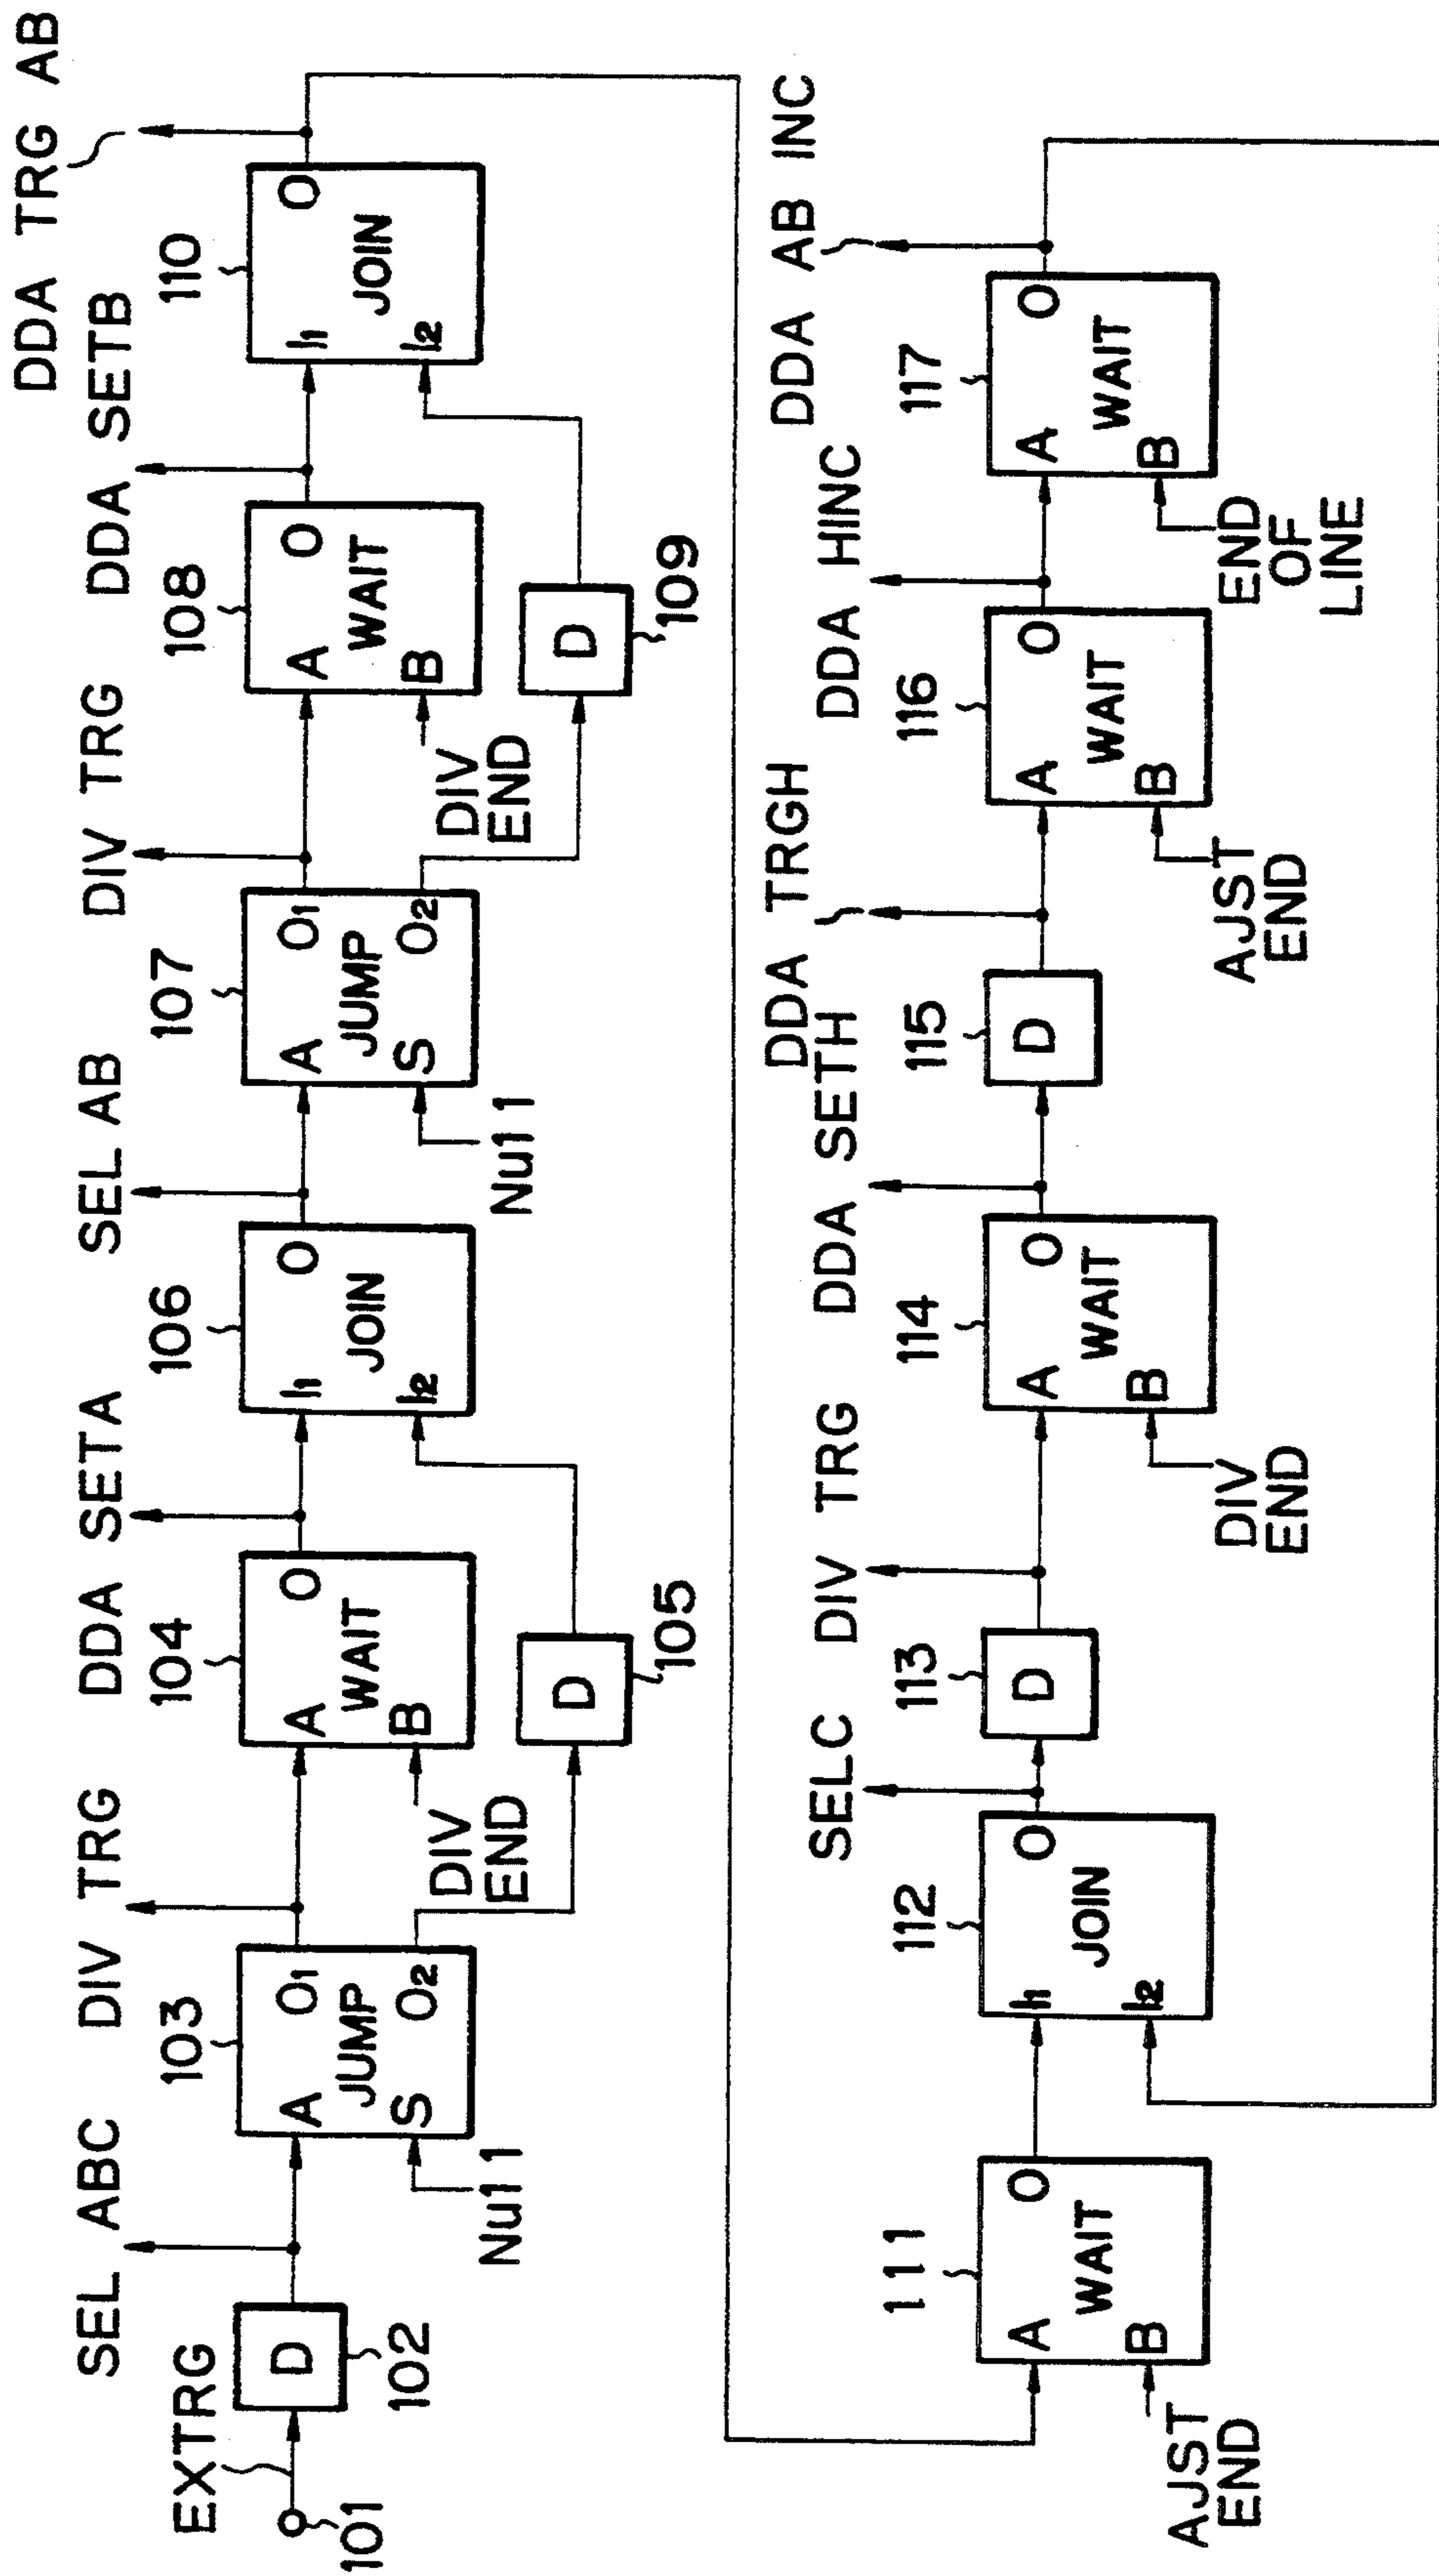 DDA TRG AB
SEL ABC
DIV TRG
DDA SETA
SEL AB
DIV TRG
DDA SETB
EXTRG
101
D
102
103
A
O1
JUMP
S
O2
Nu11
104
A
O
WAIT
B
DIV
END
D
105
106
I1
O
JOIN
I2
107
A
O1
JUMP
S
O2
Nu11
108
A
O
WAIT
B
DIV
END
D
109
110
I1
O
JOIN
I2
111
A
O
WAIT
B
AJST
END
112
I1
O
JOIN
I2
SELC
113
D
DIV TRG
114
A
O
WAIT
B
DIV
END
DDA SETH
115
D
DDA TRGH
116
A
O
WAIT
B
AJST
END
DDA HINC
117
A
O
WAIT
B
END
OF
LINE
DDA AB INC